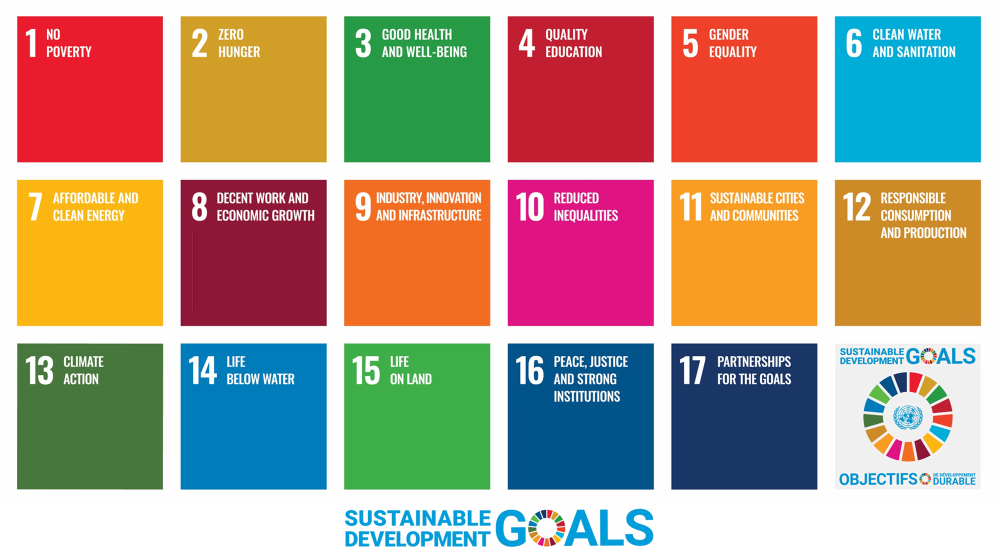 1 NO
POVERTY
2 ZERO
HUNGER
3 GOOD HEALTH
AND WELL-BEING
4 QUALITY
EDUCATION
5 GENDER
EQUALITY
6 CLEAN WATER
AND SANITATION
7 AFFORDABLE AND
CLEAN ENERGY
8 DECENT WORK AND
ECONOMIC GROWTH
9 INDUSTRY, INNOVATION
AND INFRASTRUCTURE
10 REDUCED
INEQUALITIES
11 SUSTAINABLE CITIES
AND COMMUNITIES
12 RESPONSIBLE
CONSUMPTION
AND PRODUCTION
13 CLIMATE
ACTION
14 LIFE
BELOW WATER
15 LIFE
ON LAND
16 PEACE, JUSTICE
AND STRONG
INSTITUTIONS
17 PARTNERSHIPS
FOR THE GOALS
SUSTAINABLE
DEVELOPMENT GOALS
OBJECTIFS DE DÉVELOPPEMENT
DURABLE
SUSTAINABLE
DEVELOPMENT GOALS